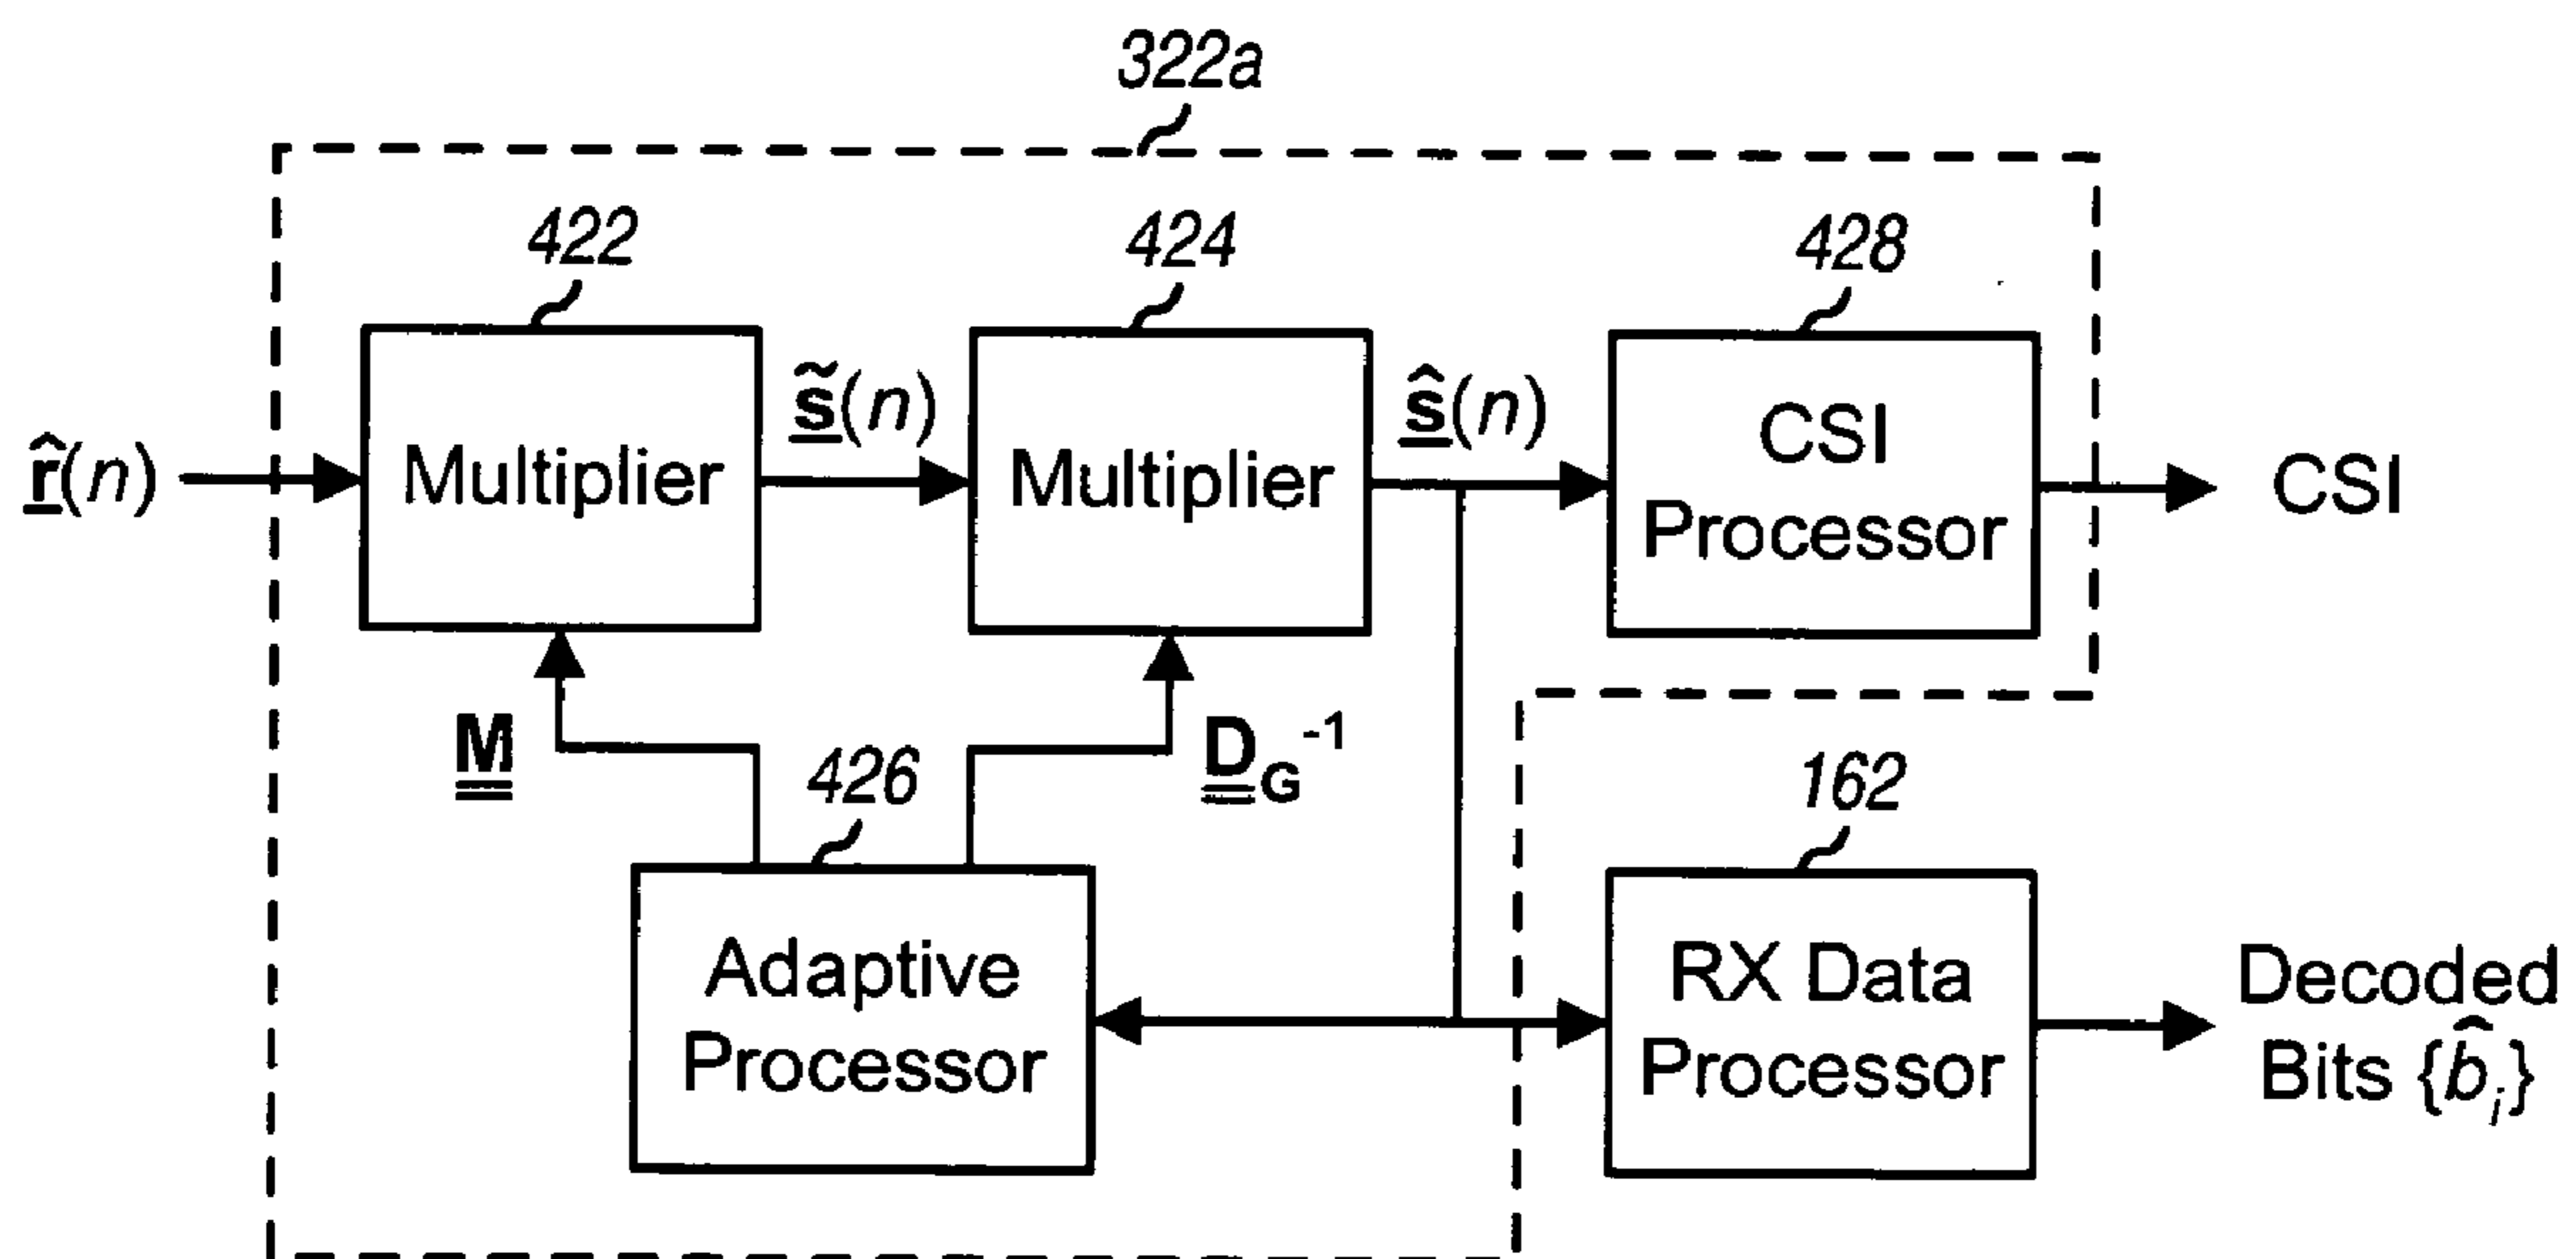 322a
422
424
428
r̂(n)
Multiplier
s̃(n)
Multiplier
ŝ(n)
CSI
Processor
CSI
M
D_G^-1
426
162
Adaptive
Processor
RX Data
Processor
Decoded
Bits {b̂_i}